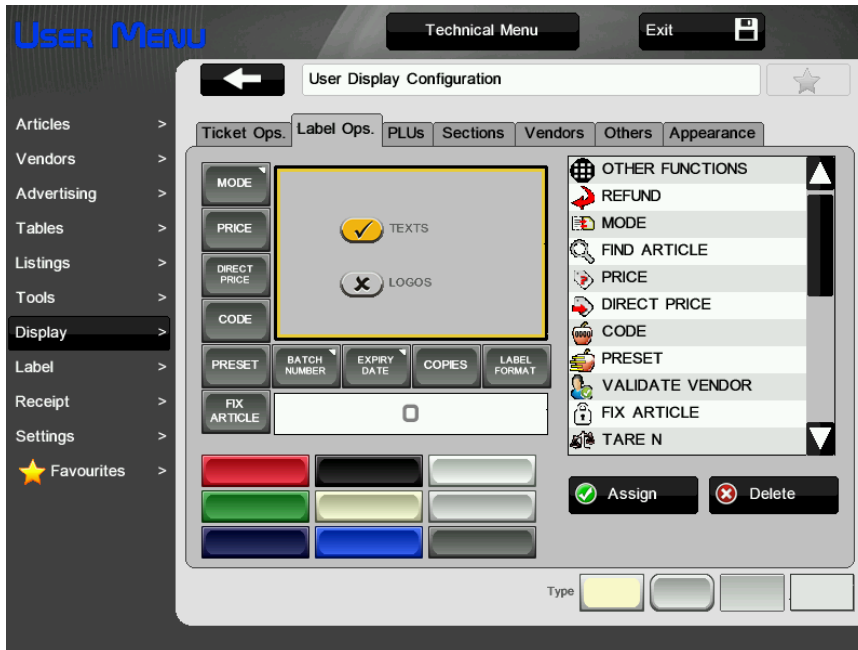 USER MENU
Technical Menu
Exit
User Display Configuration
Articles >
Vendors >
Advertising >
Tables >
Listings >
Tools >
Display >
Label >
Receipt >
Settings >
Favourites >
Ticket Ops.
Label Ops.
PLUs
Sections
Vendors
Others
Appearance
MODE
PRICE
DIRECT
PRICE
CODE
PRESET
BATCH
NUMBER
EXPIRY
DATE
COPIES
LABEL
FORMAT
FIX
ARTICLE
TEXTS
LOGOS
0
OTHER FUNCTIONS
REFUND
MODE
FIND ARTICLE
PRICE
DIRECT PRICE
CODE
PRESET
VALIDATE VENDOR
FIX ARTICLE
TARE N
Assign
Delete
Type